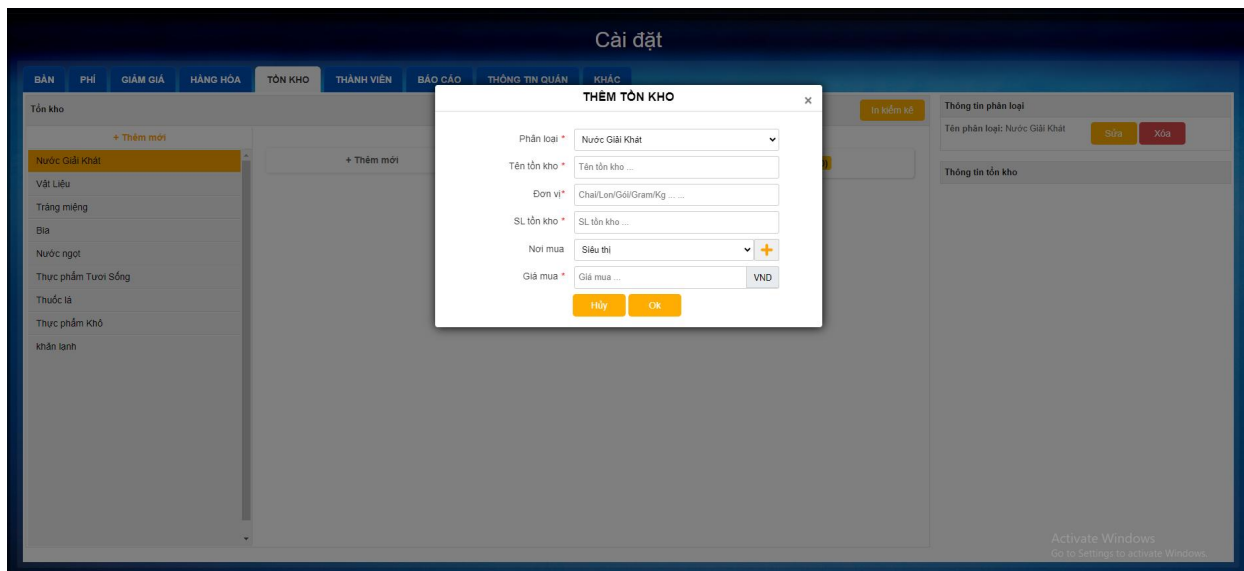 Cài đặt
BÀN PHÍ GIẢM GIÁ HÀNG HÓA TỒN KHO THÀNH VIÊN BÁO CÁO THÔNG TIN QUÁN KHÁC
Tồn kho
In kiểm kê
+ Thêm mới
Nước Giải Khát
Vật Liệu
Tráng miệng
Bia
Nước ngọt
Thực phẩm Tươi Sống
Thuốc lá
Thực phẩm Khô
khăn lạnh
+ Thêm mới
THÊM TỒN KHO ×
Phân loại * Nước Giải Khát
Tên tồn kho * Tên tồn kho ...
Đơn vị* Chai/Lon/Gói/Gram/Kg ... ...
SL tồn kho * SL tồn kho ...
Nơi mua Siêu thị +
Giá mua * Giá mua ... VND
Hủy Ok
Thông tin phân loại
Tên phân loại: Nước Giải Khát Sửa Xóa
Thông tin tồn kho
Activate Windows
Go to Settings to activate Windows.